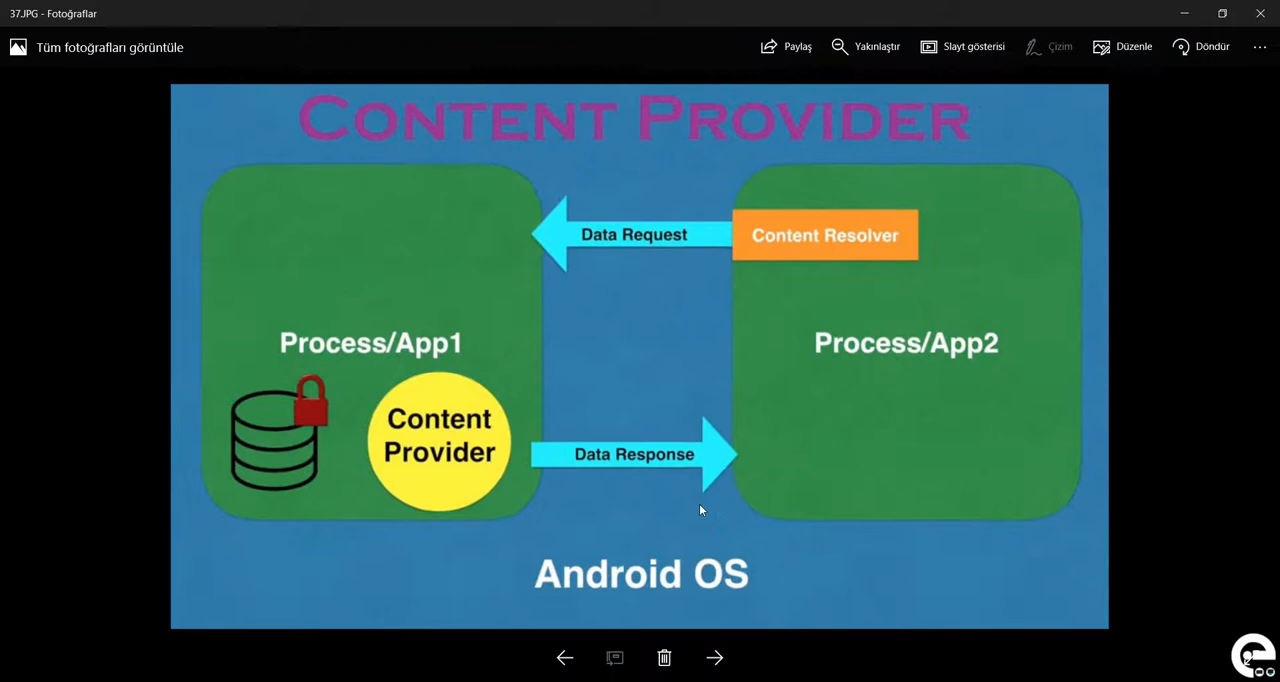 37.JPG - Fotoğraflar
Tüm fotoğrafları görüntüle
Paylaş
Yakınlaştır
Slayt gösterisi
Çizim
Düzenle
Döndür
CONTENT PROVIDER
Data Request
Content Resolver
Process/App1
Process/App2
Content
Provider
Data Response
Android OS